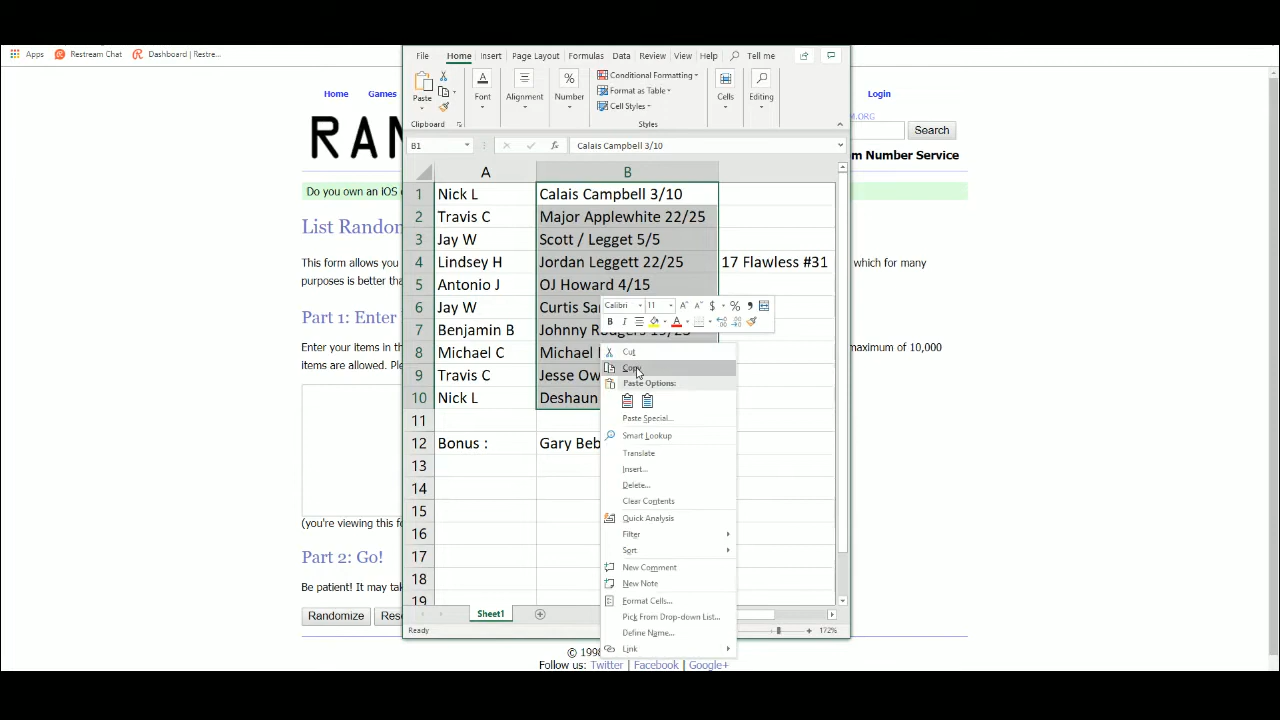 Apps Restream Chat Dashboard | Restre...
File Home Insert Page Layout Formulas Data Review View Help Tell me
Home Games Login
Conditional Formatting
Format as Table
Cell Styles
Paste Font Alignment Number Cells Editing
Clipboard Styles
RAN
Search
m Number Service
B1 fx Calais Campbell 3/10
A B
Do you own an iOS
1 Nick L Calais Campbell 3/10
2 Travis C Major Applewhite 22/25
List Random
3 Jay W Scott / Legget 5/5
This form allows you
4 Lindsey H Jordan Leggett 22/25 17 Flawless #31
which for many
purposes is better tha
5 Antonio J OJ Howard 4/15
6 Jay W Curtis Sa
Calibri 11
Part 1: Enter
7 Benjamin B Johnny
Enter your items in the
maximum of 10,000
items are allowed. Ple
8 Michael C Michael
9 Travis C Jesse Ow
10 Nick L Deshaun
11
12 Bonus : Gary Beb
13
14
15
16
17
18
19
Cut
Copy
Paste Options:
Paste Special...
Smart Lookup
Translate
Insert...
Delete...
Clear Contents
Quick Analysis
Filter
Sort
New Comment
New Note
Format Cells...
Pick From Drop-down List...
Define Name...
Link
(you're viewing this fo
Part 2: Go!
Be patient! It may tak
Randomize Rese
Sheet1
Ready 172%
© 1998
Follow us: Twitter | Facebook | Google+